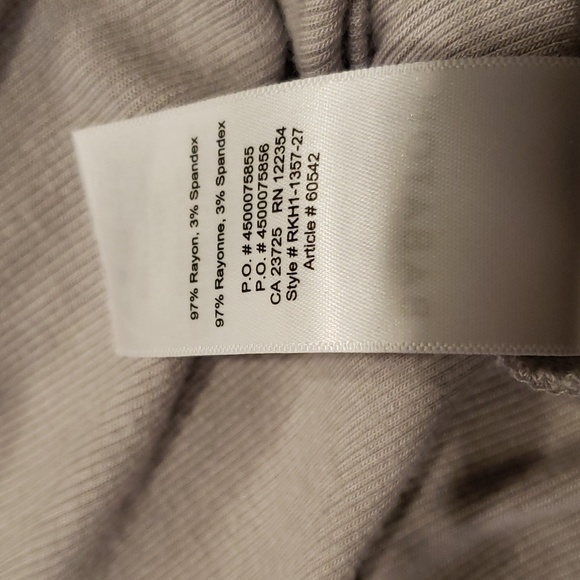 97% Rayon, 3% Spandex
97% Rayonne, 3% Spandex
P.O. # 4500075855
P.O. # 4500075856
CA 23725 RN 122354
Style # RKH1-1357-27
Article # 60542